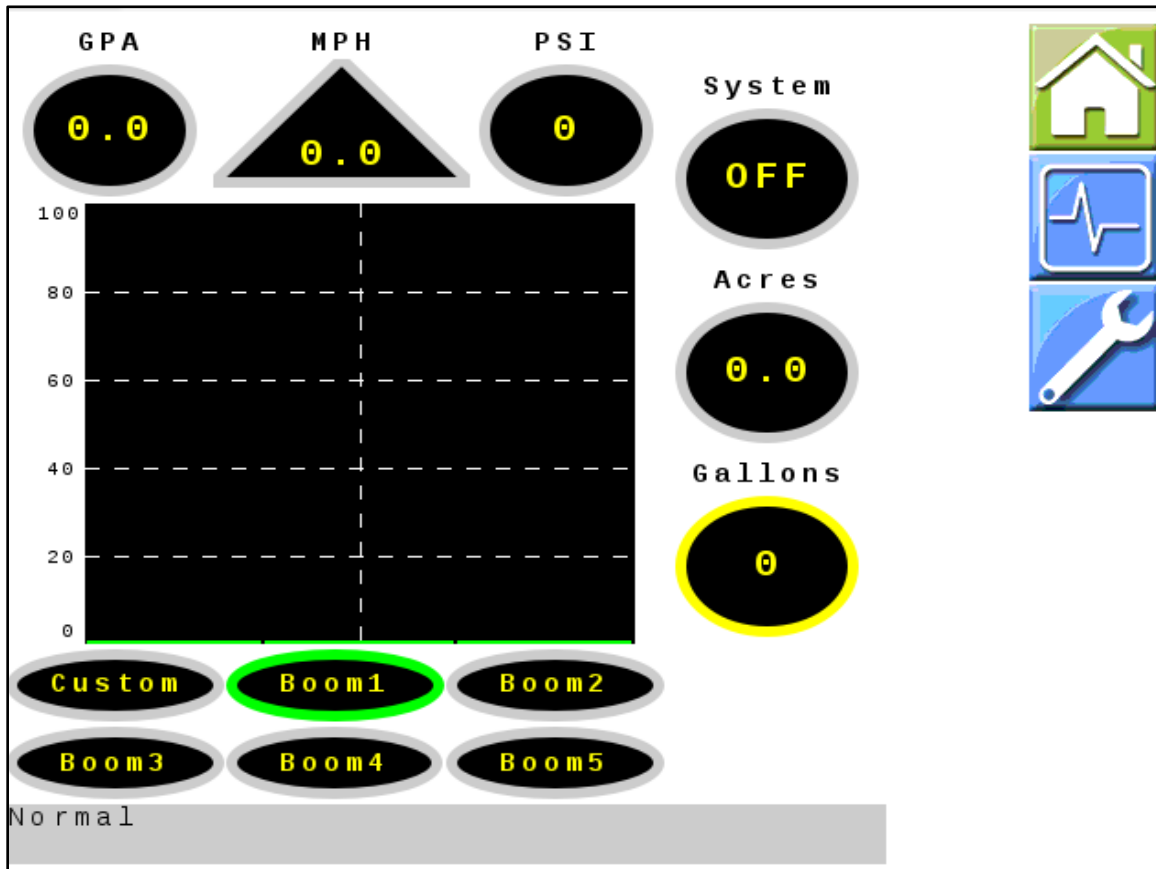 GPA MPH PSI
0.0 0.0 0
System
OFF
Acres
0.0
Gallons
0
100
80
60
40
20
0
Custom Boom1 Boom2
Boom3 Boom4 Boom5
Normal